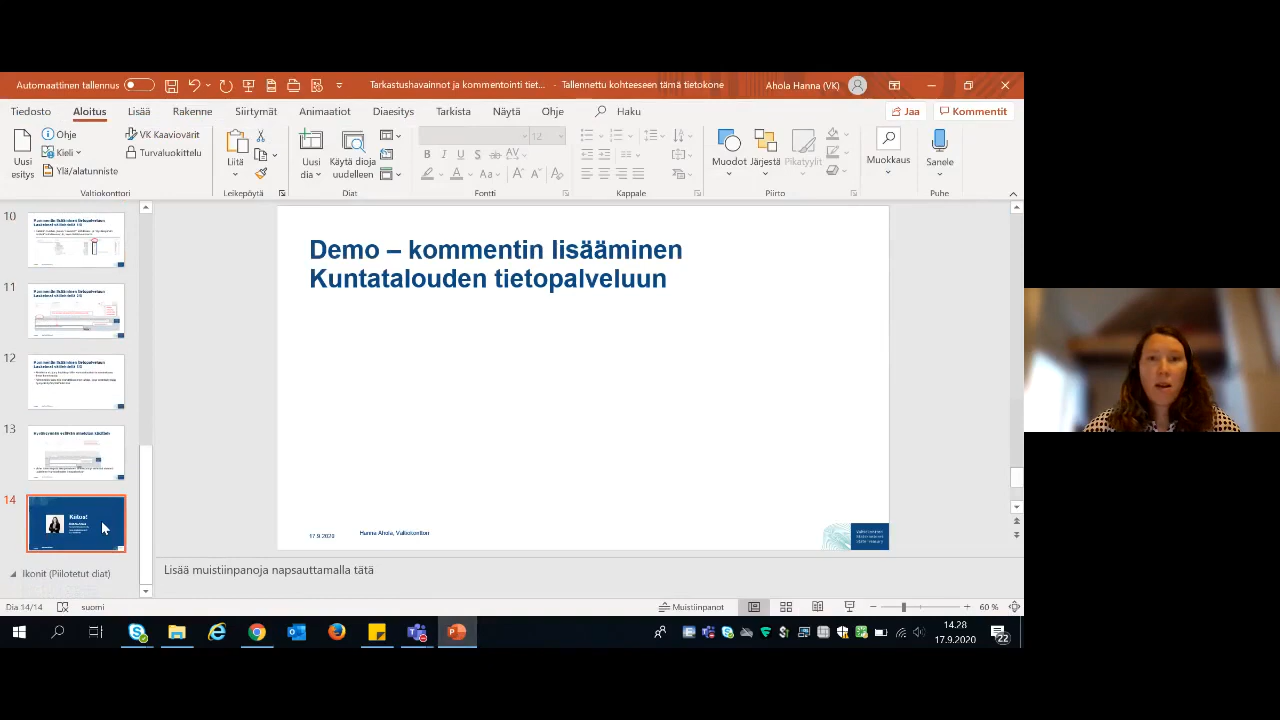 Automaattinen tallennus
Tarkastushavainnot ja kommentointi tiet... - Tallennettu kohteeseen tämä tietokone
Ahola Hanna (VK)
Tiedosto Aloitus Lisää Rakenne Siirtymät Animaatiot Diaesitys Tarkista Näytä Ohje Haku
Jaa Kommentit
Uusi esitys
Ohje
Kieli
Ylä/alatunniste
VK Kaaviovärit
Turvaluokittelu
Liitä
Uusi dia
Käytä dioja uudelleen
12
Muodot
Järjestä
Pikatyylit
Muokkaus
Sanele
Valtiokonttori Leikepöytä Diat Fontti Kappale Piirto Puhe
10
11
12
13
14
Kiitos!
Ikonit (Piilotetut diat)
Demo – kommentin lisääminen
Kuntatalouden tietopalveluun
17.9.2020 Hanna Ahola, Valtiokonttori
Lisää muistiinpanoja napsauttamalla tätä
Dia 14/14 suomi Muistiinpanot 60 %
14.28
17.9.2020
22